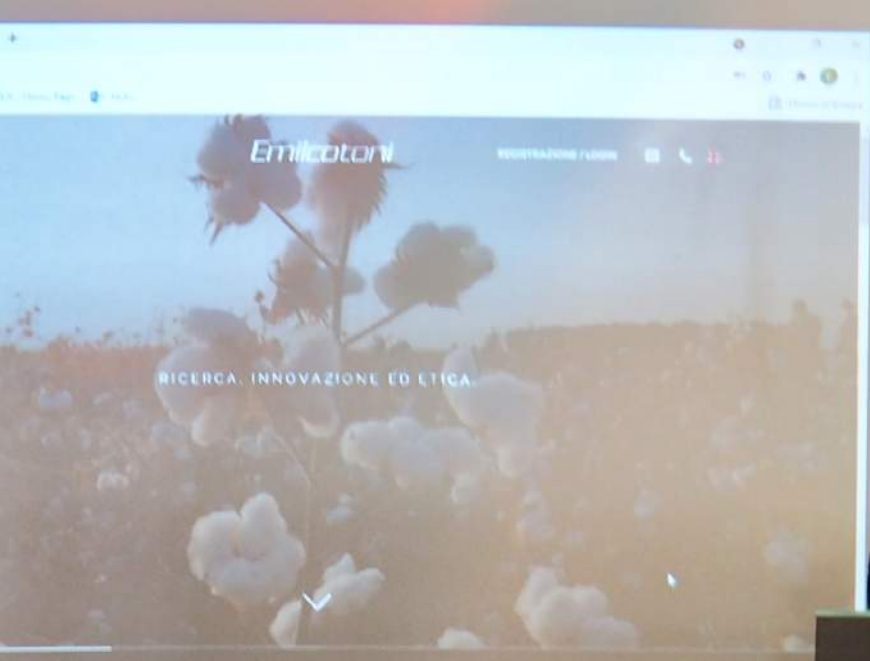 Emilcotoni
REGISTRAZIONE / LOGIN
RICERCA, INNOVAZIONE ED ETICA.